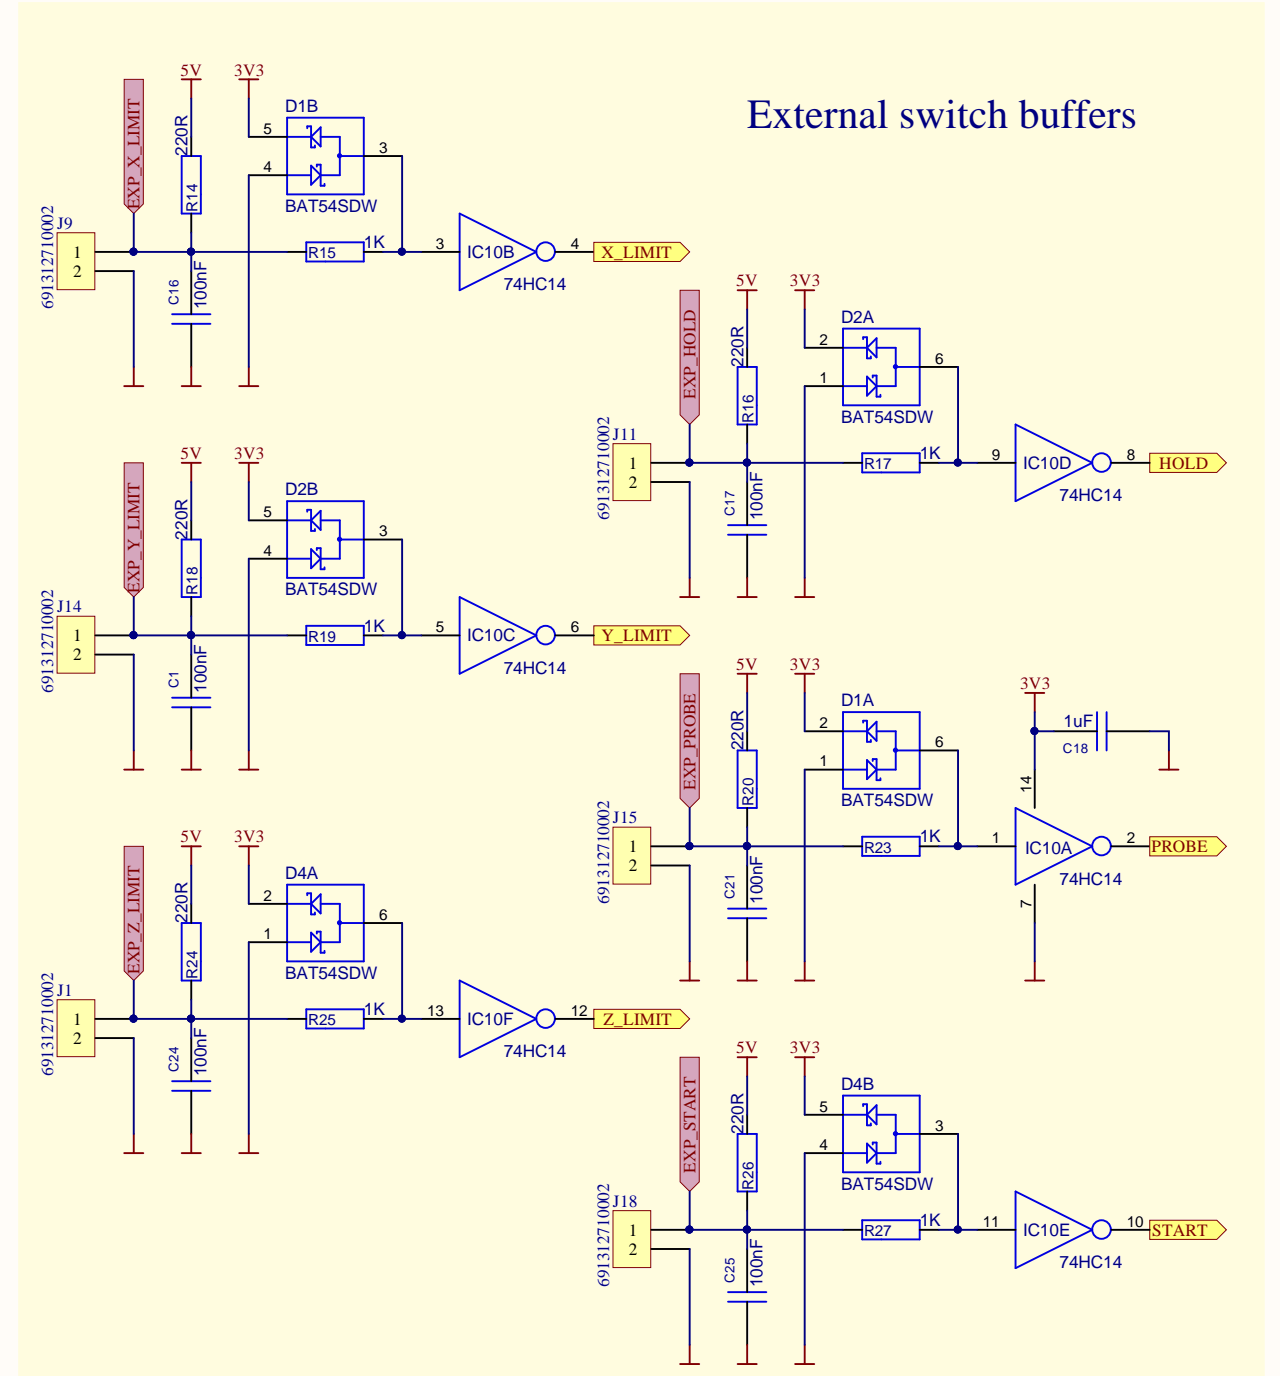 External switch buffers
EXP_X_LIMIT
5V
3V3
220R
R14
D1B
5
4
3
BAT54SDW
J9
691312710002
1
2
C16
100nF
R15
1K
3
IC10B
4
74HC14
X_LIMIT
EXP_HOLD
5V
3V3
220R
R16
D2A
2
1
6
BAT54SDW
J11
691312710002
1
2
C17
100nF
R17
1K
9
IC10D
8
74HC14
HOLD
EXP_Y_LIMIT
5V
3V3
220R
R18
D2B
5
4
3
BAT54SDW
J14
691312710002
1
2
C1
100nF
R19
1K
5
IC10C
6
74HC14
Y_LIMIT
EXP_PROBE
5V
3V3
220R
R20
D1A
2
1
6
BAT54SDW
J15
691312710002
1
2
C21
100nF
R23
1K
3V3
1uF
C18
14
1
IC10A
2
74HC14
7
PROBE
EXP_Z_LIMIT
5V
3V3
220R
R24
D4A
2
1
6
BAT54SDW
J1
691312710002
1
2
C24
100nF
R25
1K
13
IC10F
12
74HC14
Z_LIMIT
EXP_START
5V
3V3
220R
R26
D4B
5
4
3
BAT54SDW
J18
691312710002
1
2
C25
100nF
R27
1K
11
IC10E
10
74HC14
START